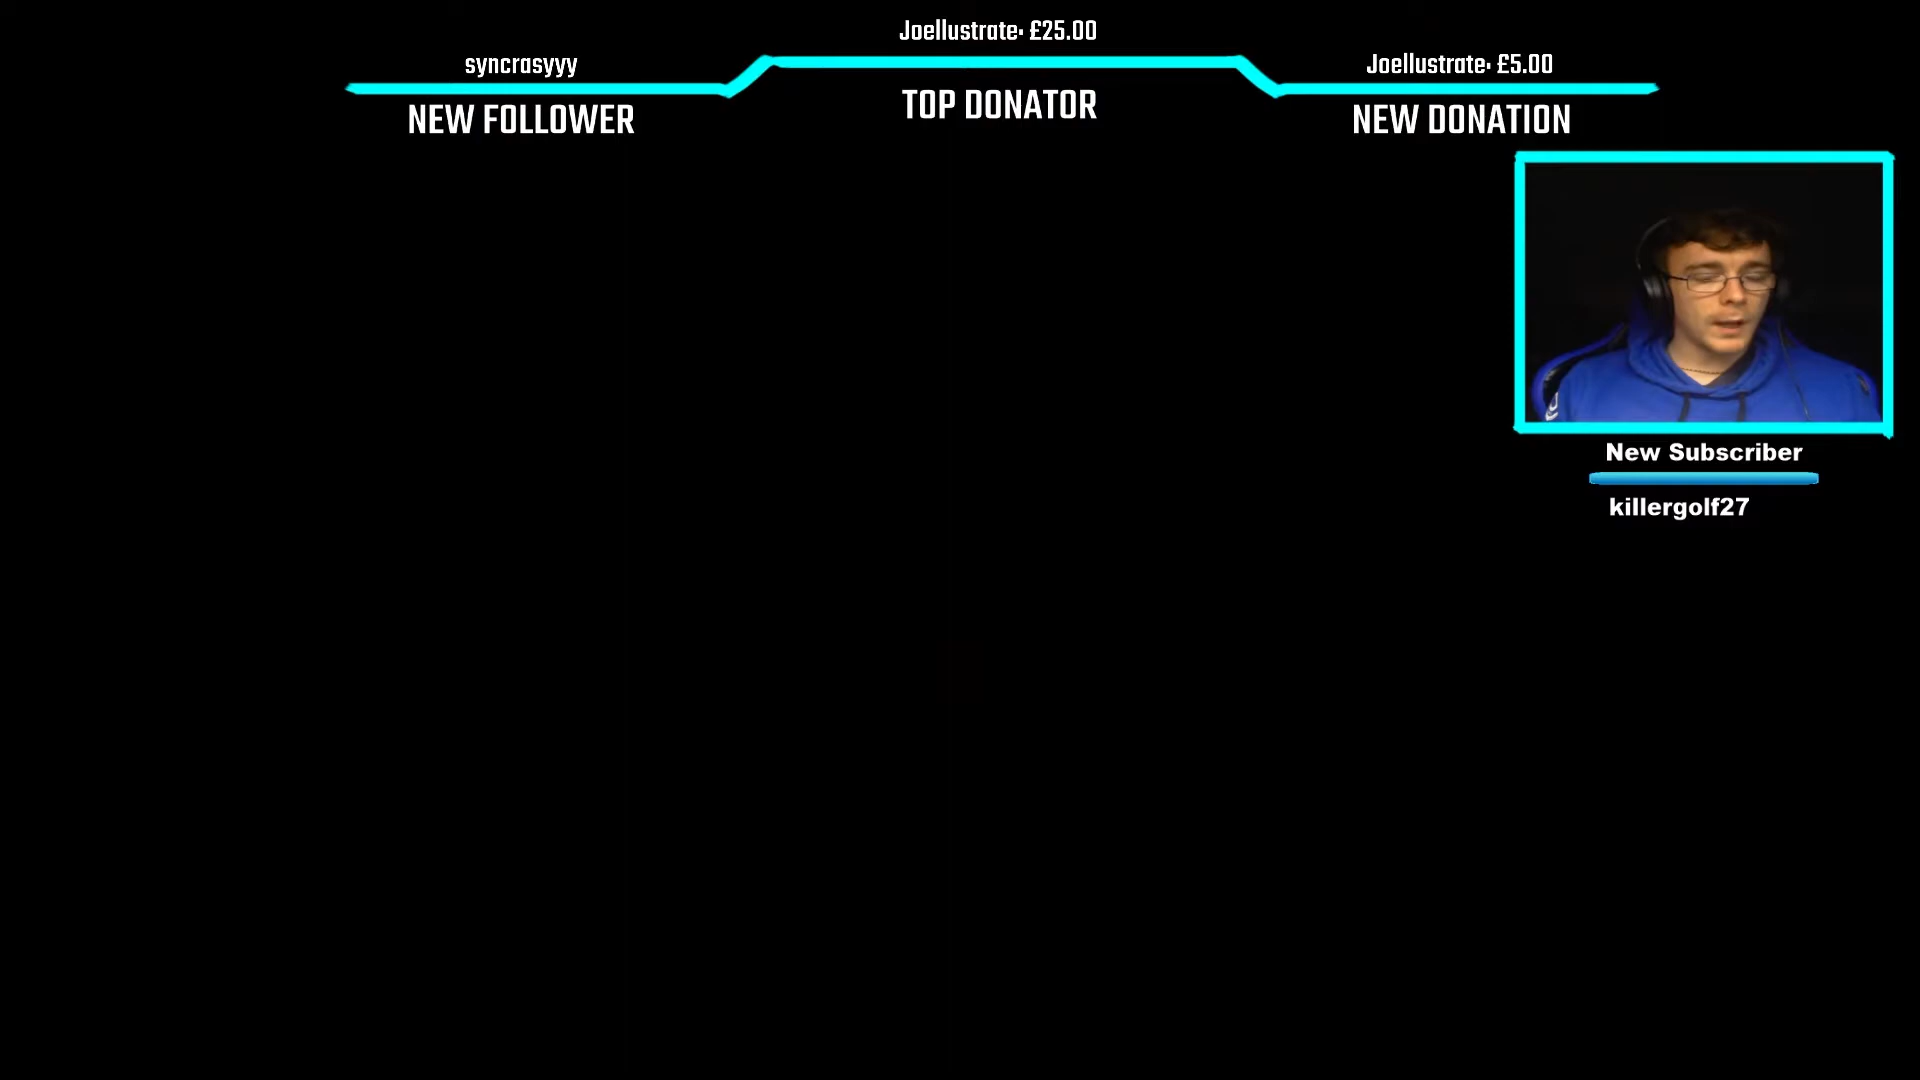 Joellustrate: £25.00
syncrasyyy
Joellustrate: £5.00
TOP DONATOR
NEW FOLLOWER
NEW DONATION
New Subscriber
killergolf27